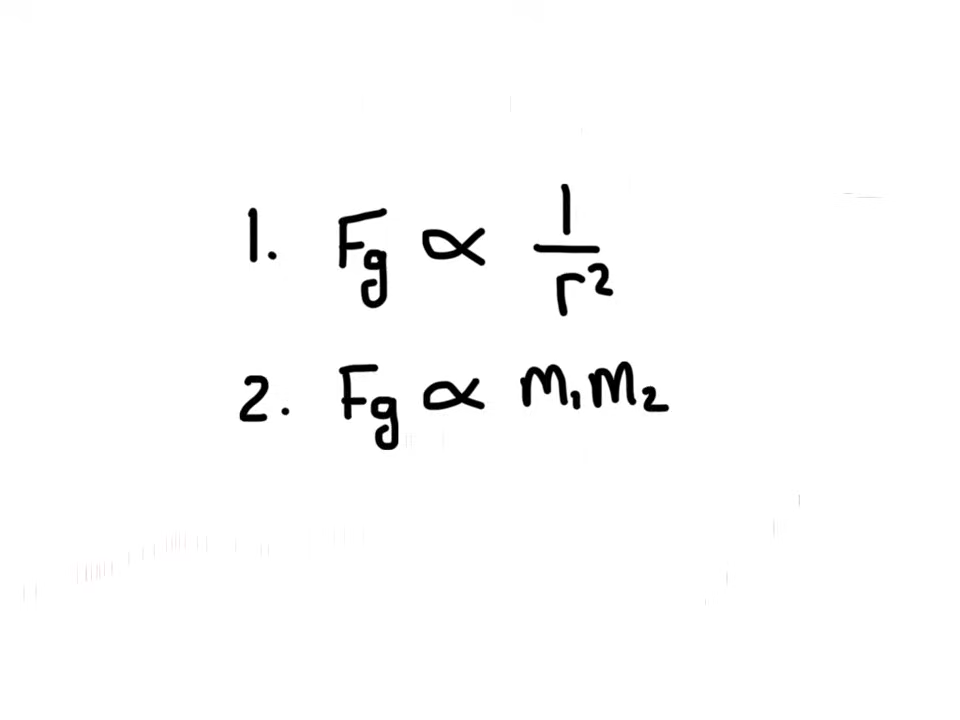 1. Fg ∝ 1/r²
2. Fg ∝ m₁m₂